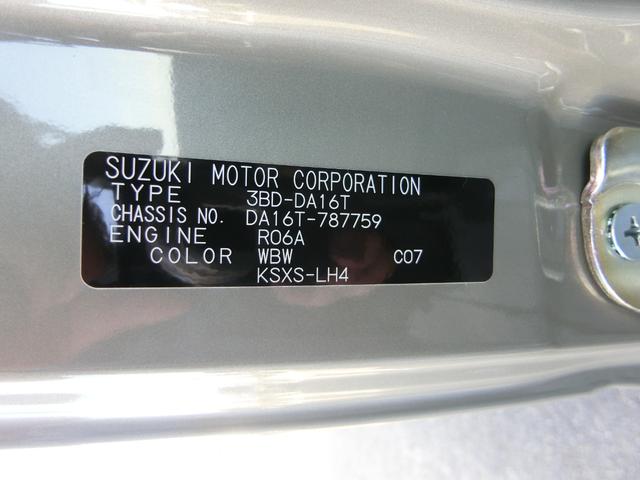 SUZUKI MOTOR CORPORATION
TYPE 3BD-DA16T
CHASSIS NO. DA16T-787759
ENGINE R06A
COLOR WBW C07
KSXS-LH4